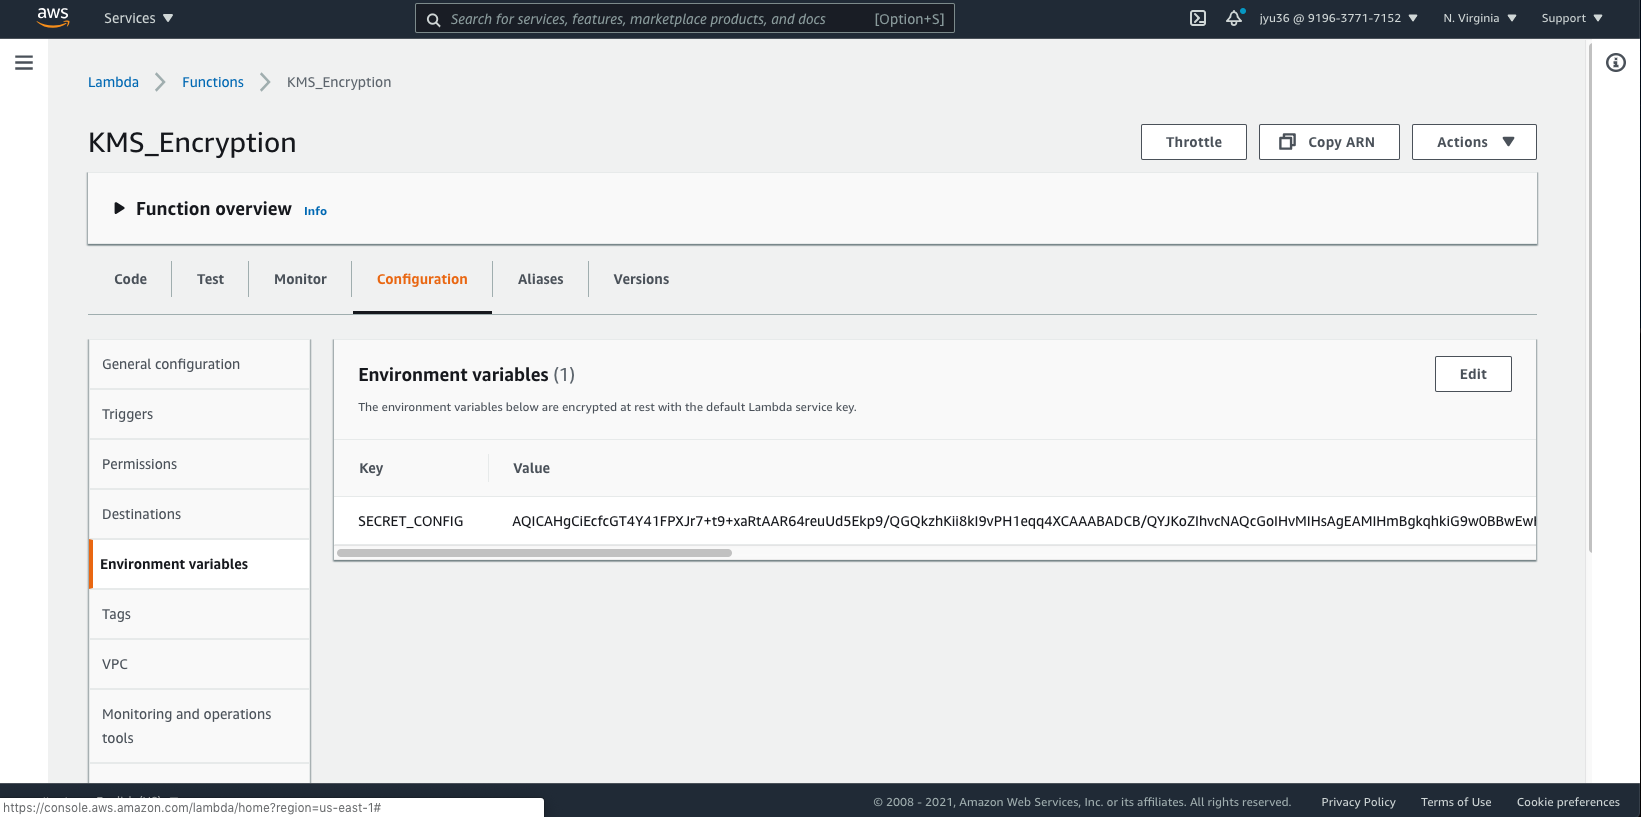 aws Services Search for services, features, marketplace products, and docs [Option+S] jyu36 @ 9196-3771-7152 N. Virginia Support
Lambda Functions KMS_Encryption
KMS_Encryption Throttle Copy ARN Actions
Function overview Info
Code Test Monitor Configuration Aliases Versions
General configuration
Triggers
Permissions
Destinations
Environment variables
Tags
VPC
Monitoring and operations
tools
Environment variables (1) Edit
The environment variables below are encrypted at rest with the default Lambda service key.
Key Value
SECRET_CONFIG AQICAHgCiEcfcGT4Y41FPXJr7+t9+xaRtAAR64reuUd5Ekp9/QGQkzhKii8kI9vPH1eqq4XCAAABADCB/QYJKoZIhvcNAQcGoIHvMIHsAgEAMIHmBgkqhkiG9w0BBwEw
© 2008 - 2021, Amazon Web Services, Inc. or its affiliates. All rights reserved. Privacy Policy Terms of Use Cookie preferences
https://console.aws.amazon.com/lambda/home?region=us-east-1#